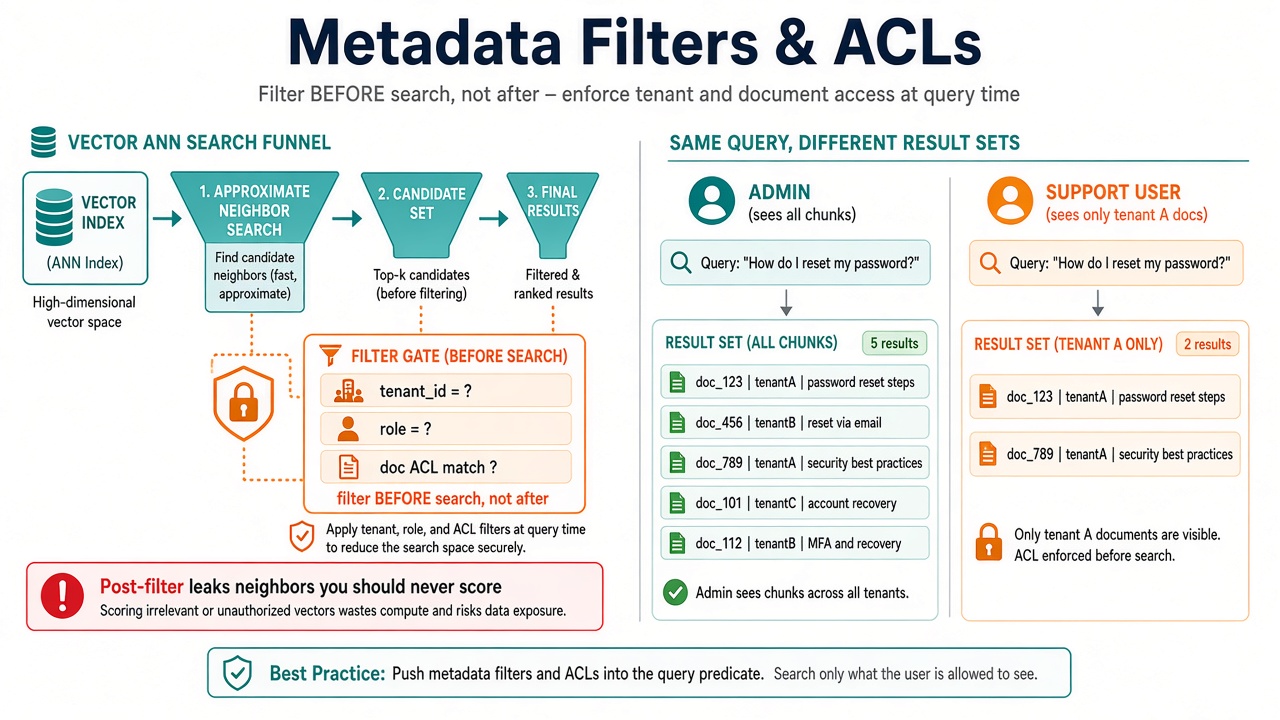 Metadata Filters & ACLs
Filter BEFORE search, not after – enforce tenant and document access at query time
VECTOR ANN SEARCH FUNNEL
VECTOR
INDEX
(ANN Index)
High-dimensional
vector space
1. APPROXIMATE
NEIGHBOR
SEARCH
Find candidate
neighbors (fast,
approximate)
2. CANDIDATE
SET
Top-k candidates
(before filtering)
3. FINAL
RESULTS
Filtered &
ranked results
FILTER GATE (BEFORE SEARCH)
tenant_id = ?
role = ?
doc ACL match ?
filter BEFORE search, not after
Apply tenant, role, and ACL filters at query time
to reduce the search space securely.
Post-filter leaks neighbors you should never score
Scoring irrelevant or unauthorized vectors wastes compute and risks data exposure.
SAME QUERY, DIFFERENT RESULT SETS
ADMIN
(sees all chunks)
Query: "How do I reset my password?"
RESULT SET (ALL CHUNKS)
5 results
doc_123 | tenantA | password reset steps
doc_456 | tenantB | reset via email
doc_789 | tenantA | security best practices
doc_101 | tenantC | account recovery
doc_112 | tenantB | MFA and recovery
Admin sees chunks across all tenants.
SUPPORT USER
(sees only tenant A docs)
Query: "How do I reset my password?"
RESULT SET (TENANT A ONLY)
2 results
doc_123 | tenantA | password reset steps
doc_789 | tenantA | security best practices
Only tenant A documents are visible.
ACL enforced before search.
Best Practice: Push metadata filters and ACLs into the query predicate. Search only what the user is allowed to see.